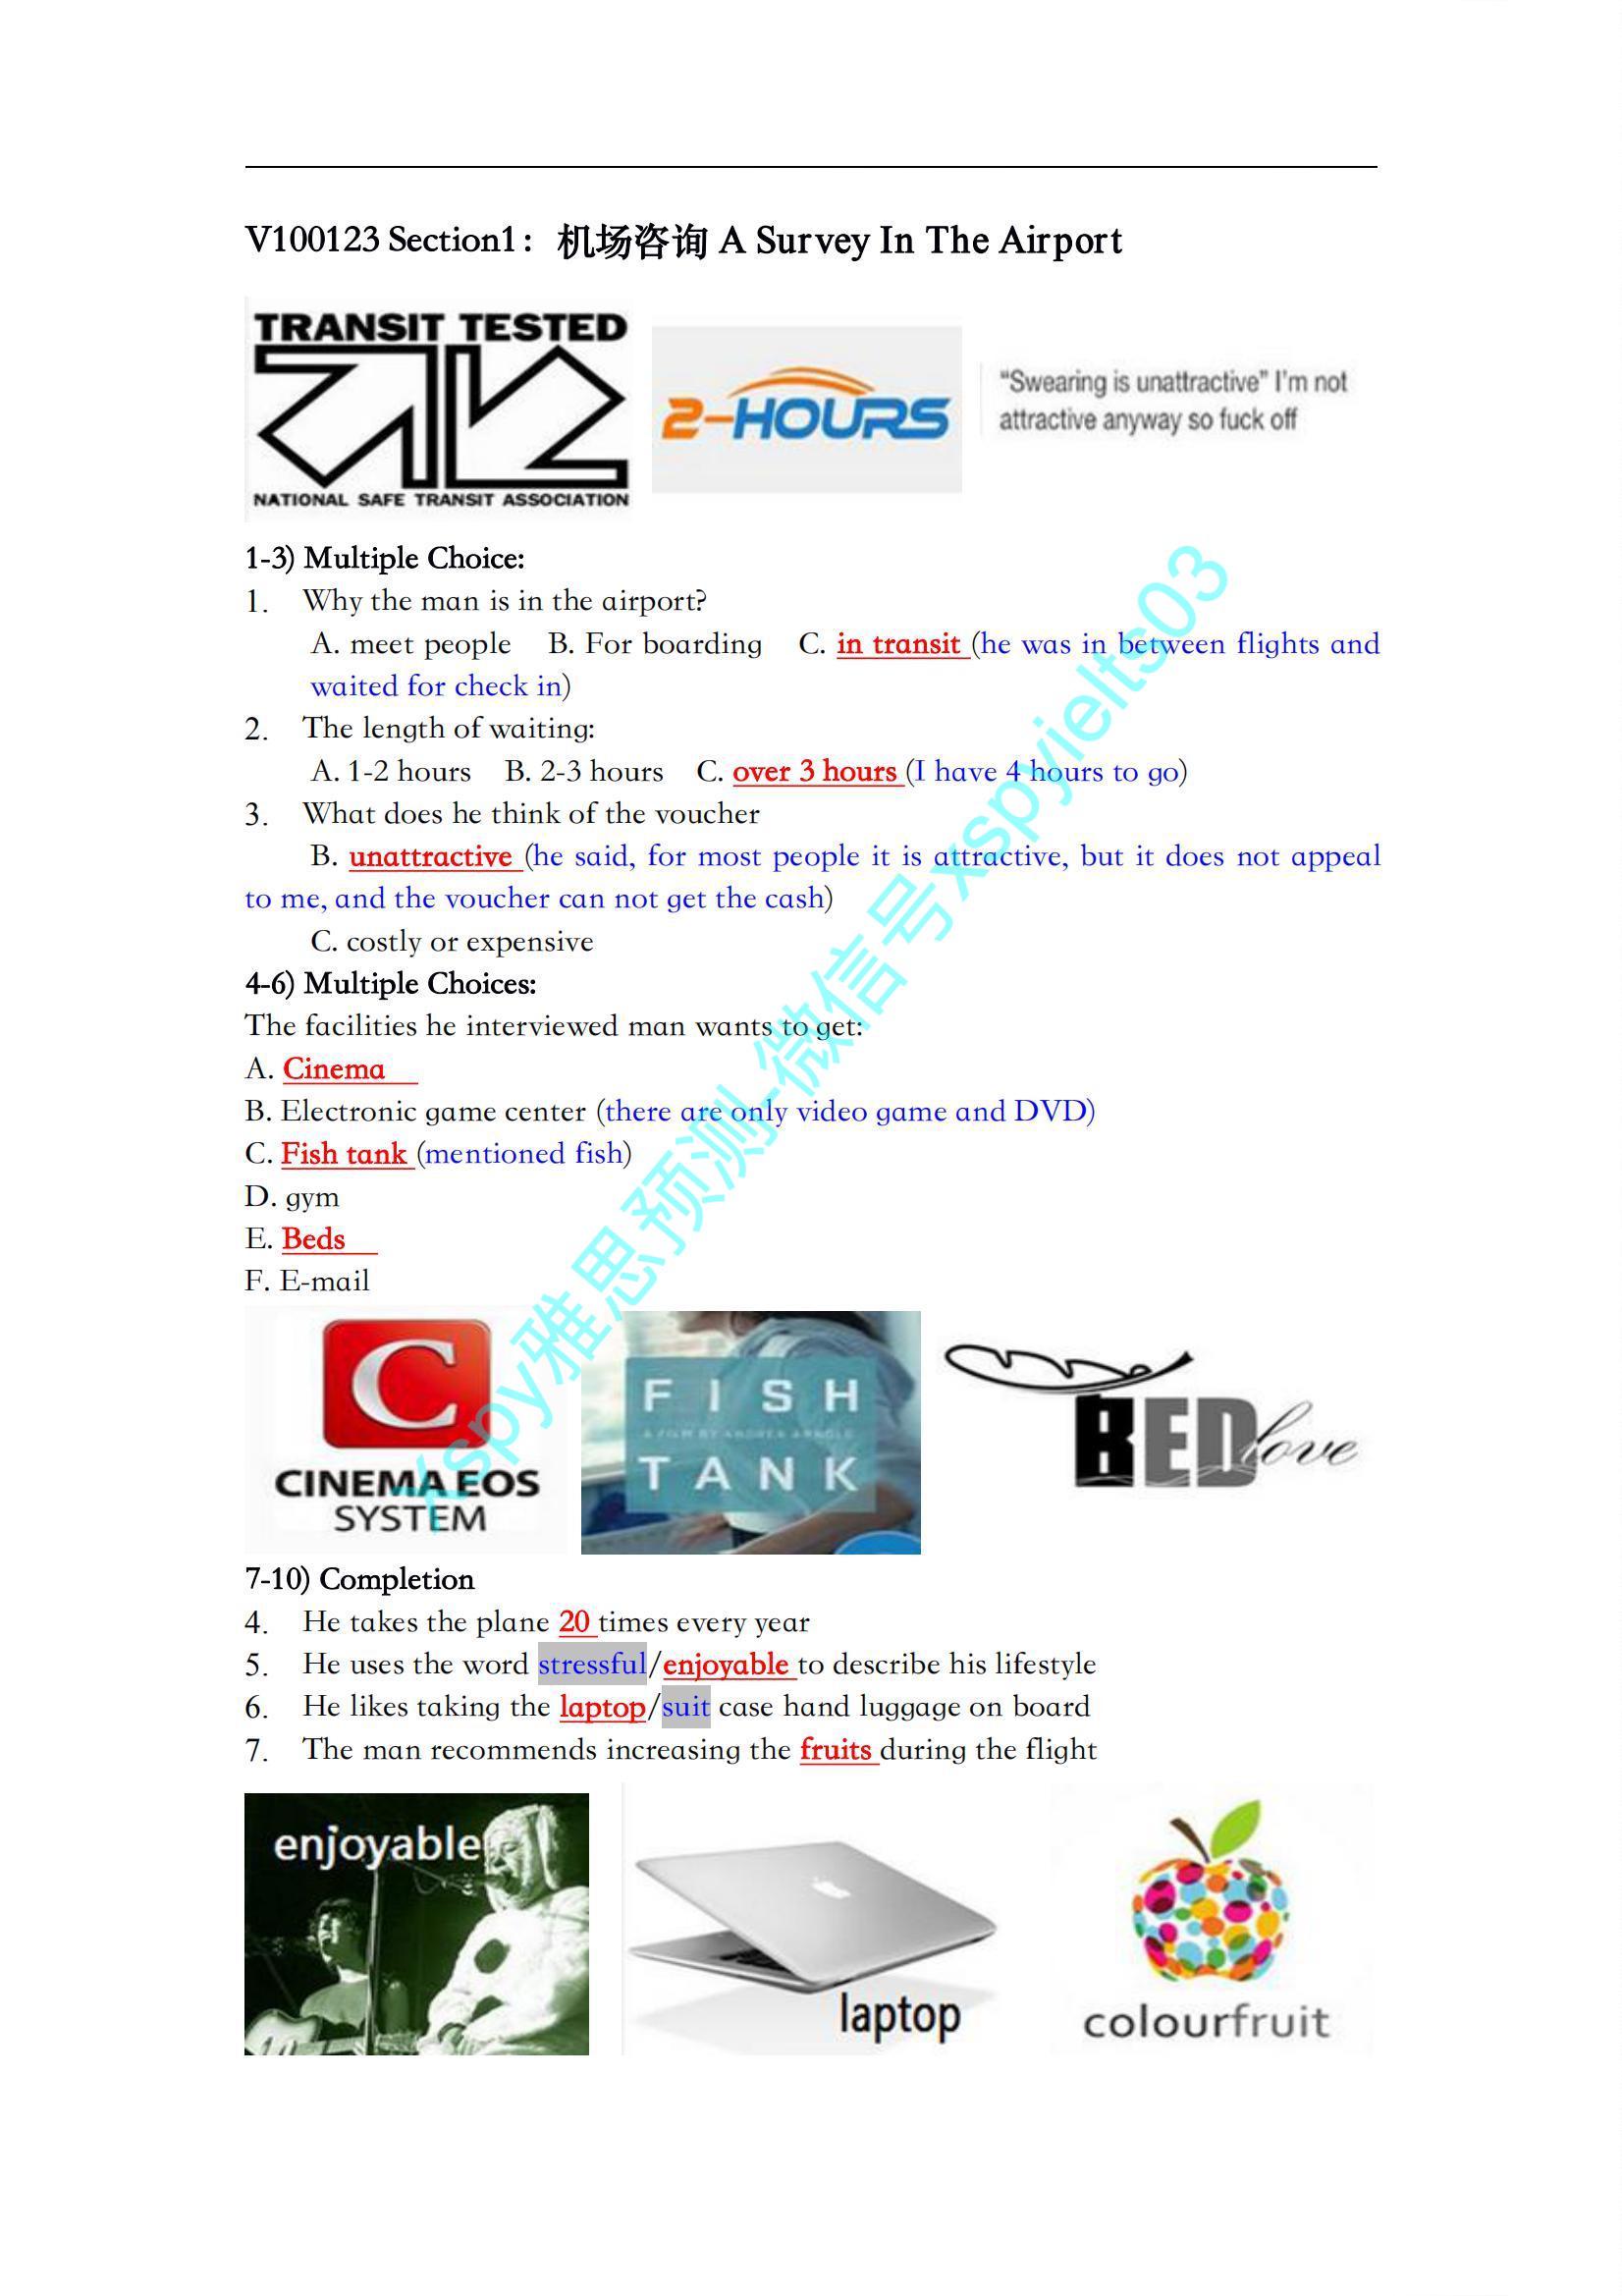 V100123 Section1： 机场咨询 A Survey In The Airport
TRANSIT TESTED
NATIONAL SAFE TRANSIT ASSOCIATION
2-HOURS
“Swearing is unattractive” I’m not
attractive anyway so fuck off
1-3) Multiple Choice:
1. Why the man is in the airport?
A. meet people B. For boarding C. in transit (he was in between flights and
waited for check in)
2. The length of waiting:
A. 1-2 hours B. 2-3 hours C. over 3 hours (I have 4 hours to go)
3. What does he think of the voucher
B. unattractive (he said, for most people it is attractive, but it does not appeal
to me, and the voucher can not get the cash)
C. costly or expensive
4-6) Multiple Choices:
The facilities he interviewed man wants to get:
A. Cinema
B. Electronic game center (there are only video game and DVD)
C. Fish tank (mentioned fish)
D. gym
E. Beds
F. E-mail
C
CINEMA EOS
SYSTEM
FISH
A FILM BY ANDREA ARNOLD
TANK
BED love
7-10) Completion
4. He takes the plane 20 times every year
5. He uses the word stressful/enjoyable to describe his lifestyle
6. He likes taking the laptop/suit case hand luggage on board
7. The man recommends increasing the fruits during the flight
enjoyable
laptop
colourfruit
Xspy雅思预测-微信号xspyielts03